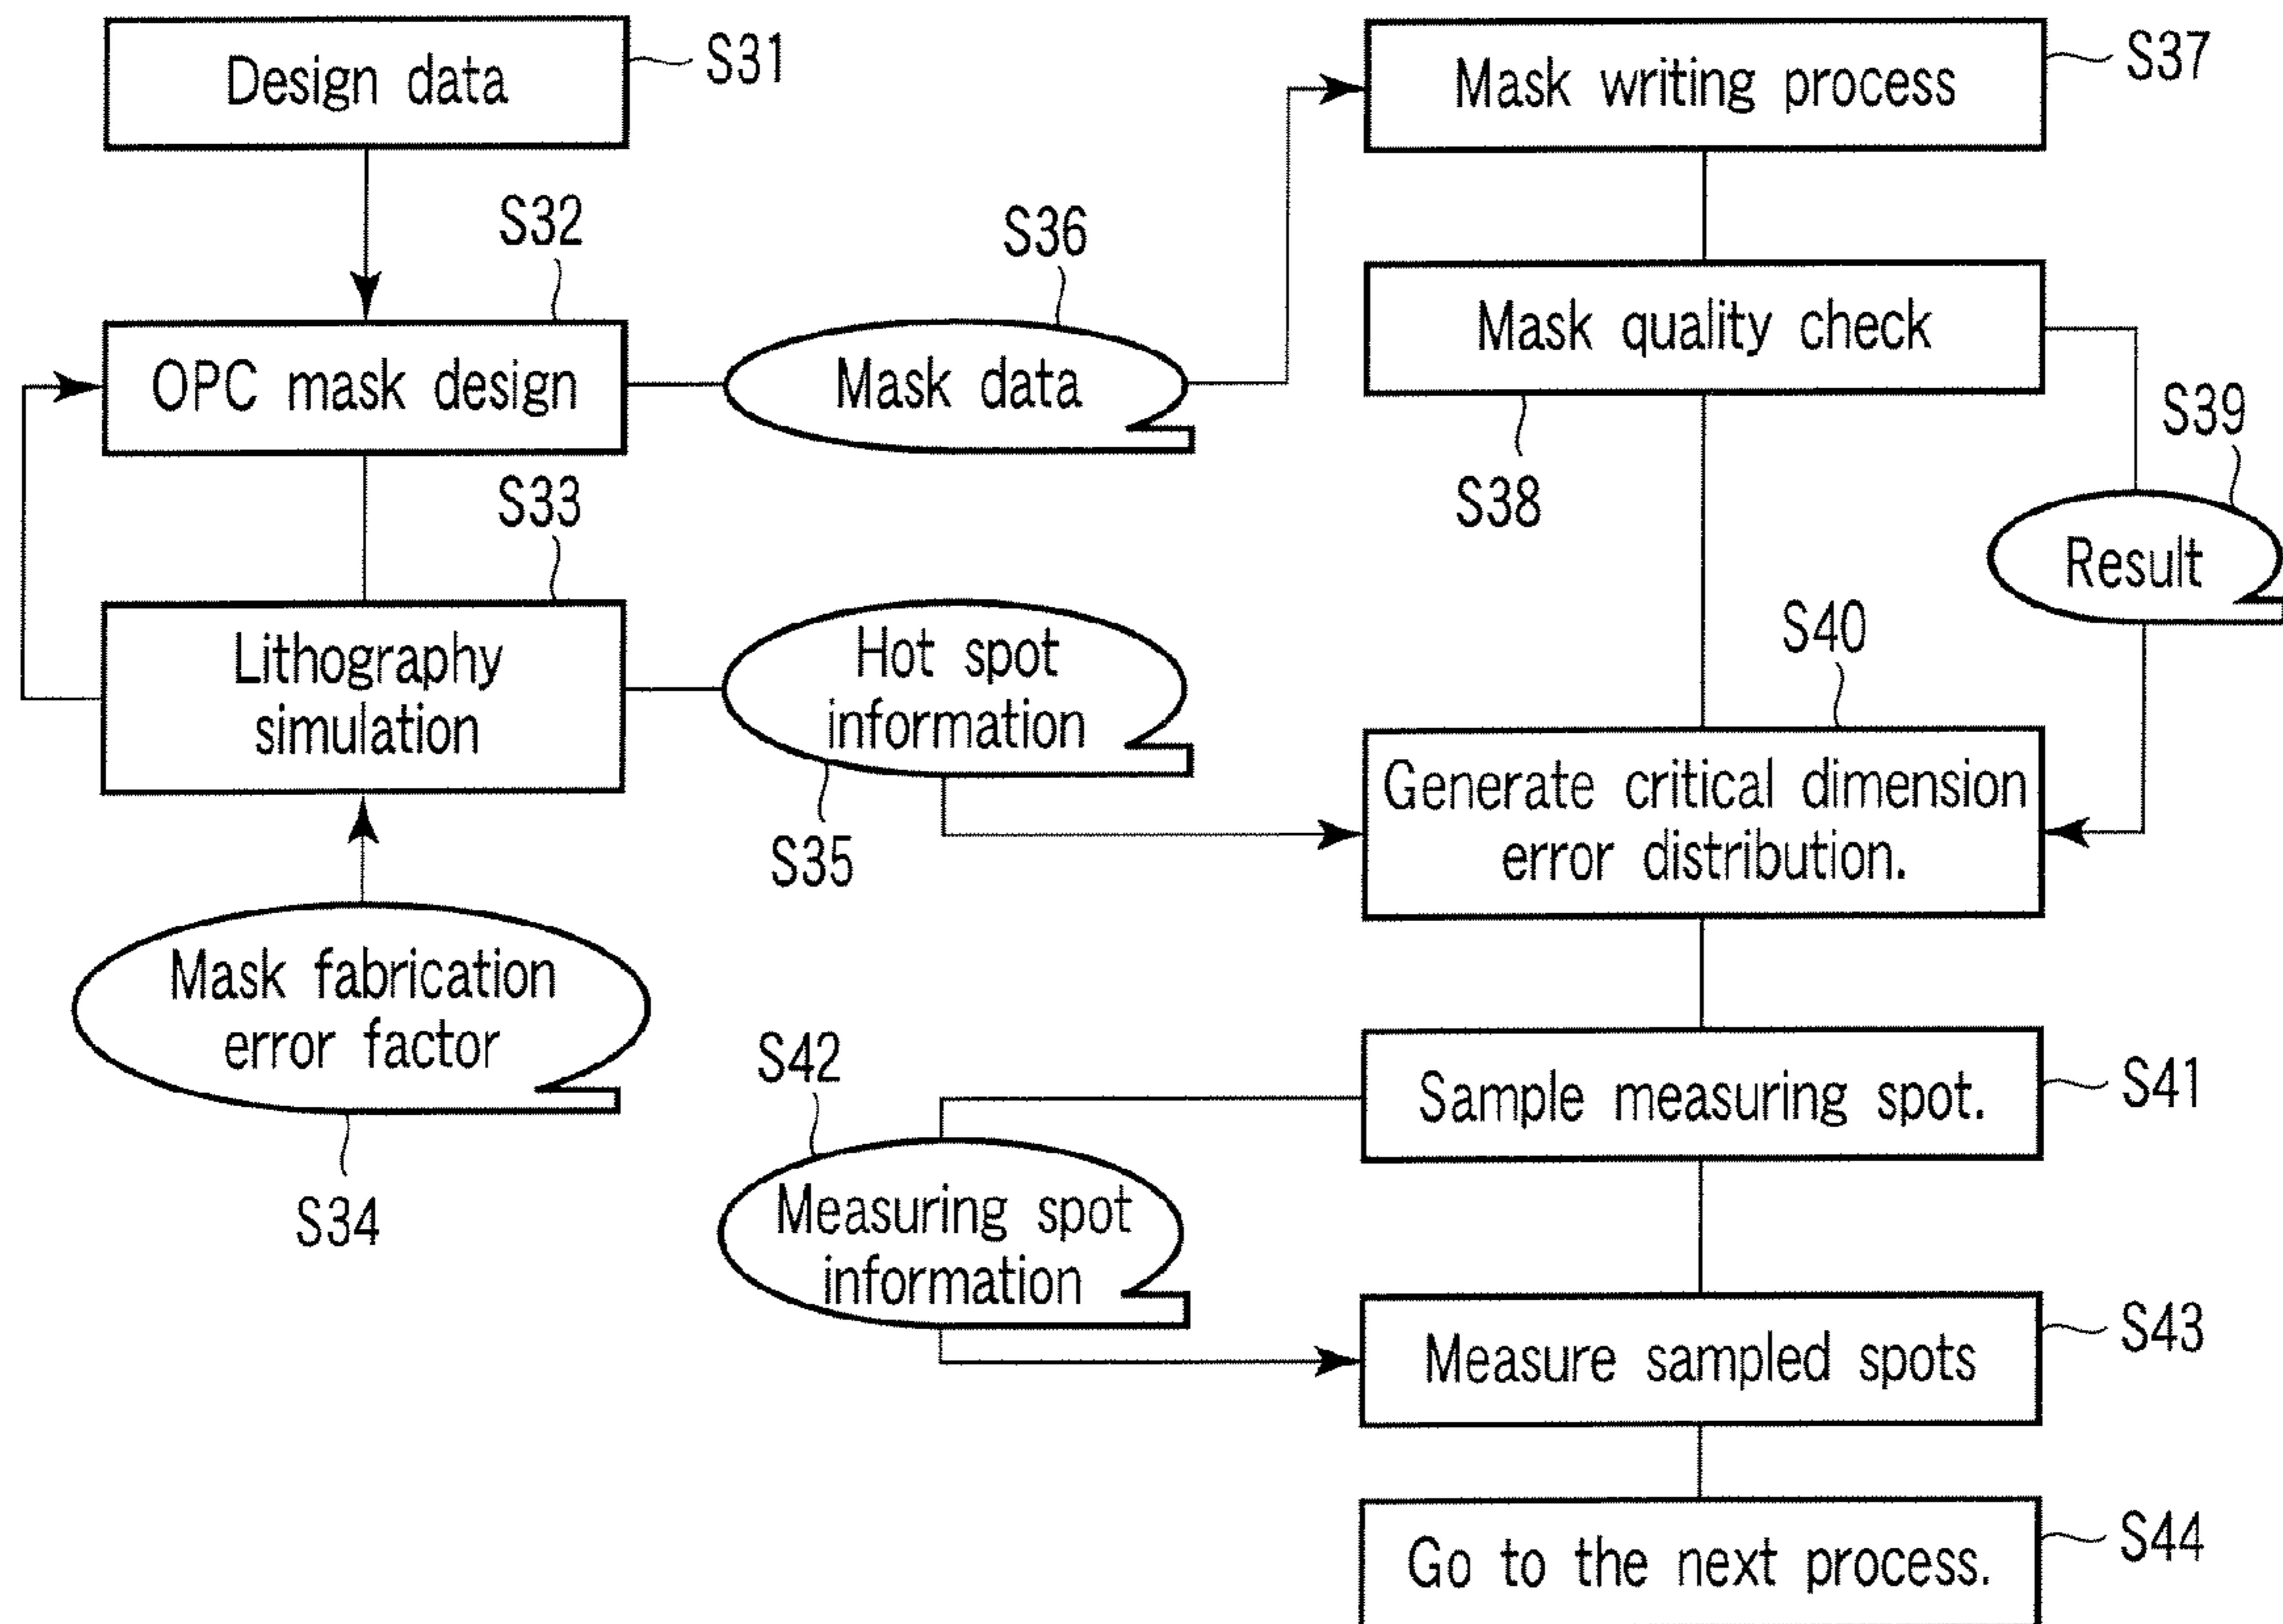 Design data
S31
S32
OPC mask design
S36
Mask data
S33
Lithography
simulation
Hot spot
information
S35
Mask fabrication
error factor
S34
S37
Mask writing process
Mask quality check
S38
S39
Result
S40
Generate critical dimension
error distribution.
Sample measuring spot.
S41
S42
Measuring spot
information
Measure sampled spots
S43
Go to the next process.
S44